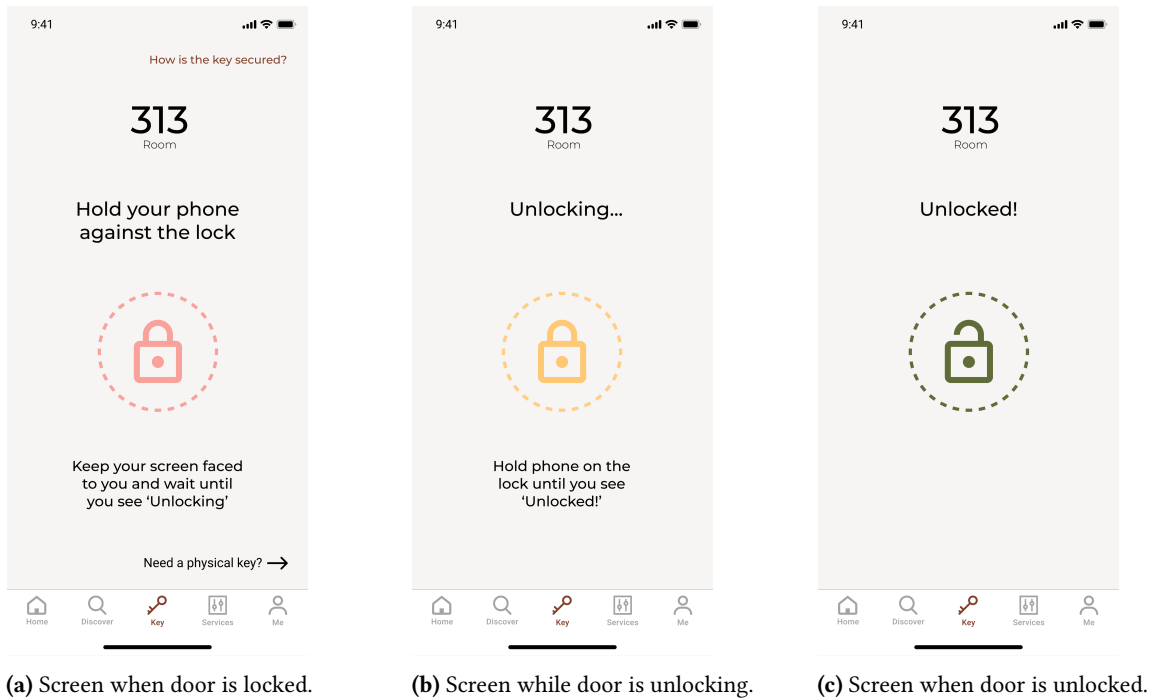 9:41
How is the key secured?
313
Room
Hold your phone
against the lock
Keep your screen faced
to you and wait until
you see ‘Unlocking’
Need a physical key?
Home Discover Key Services Me
(a) Screen when door is locked.
9:41
313
Room
Unlocking...
Hold phone on the
lock until you see
‘Unlocked!’
Home Discover Key Services Me
(b) Screen while door is unlocking.
9:41
313
Room
Unlocked!
Home Discover Key Services Me
(c) Screen when door is unlocked.